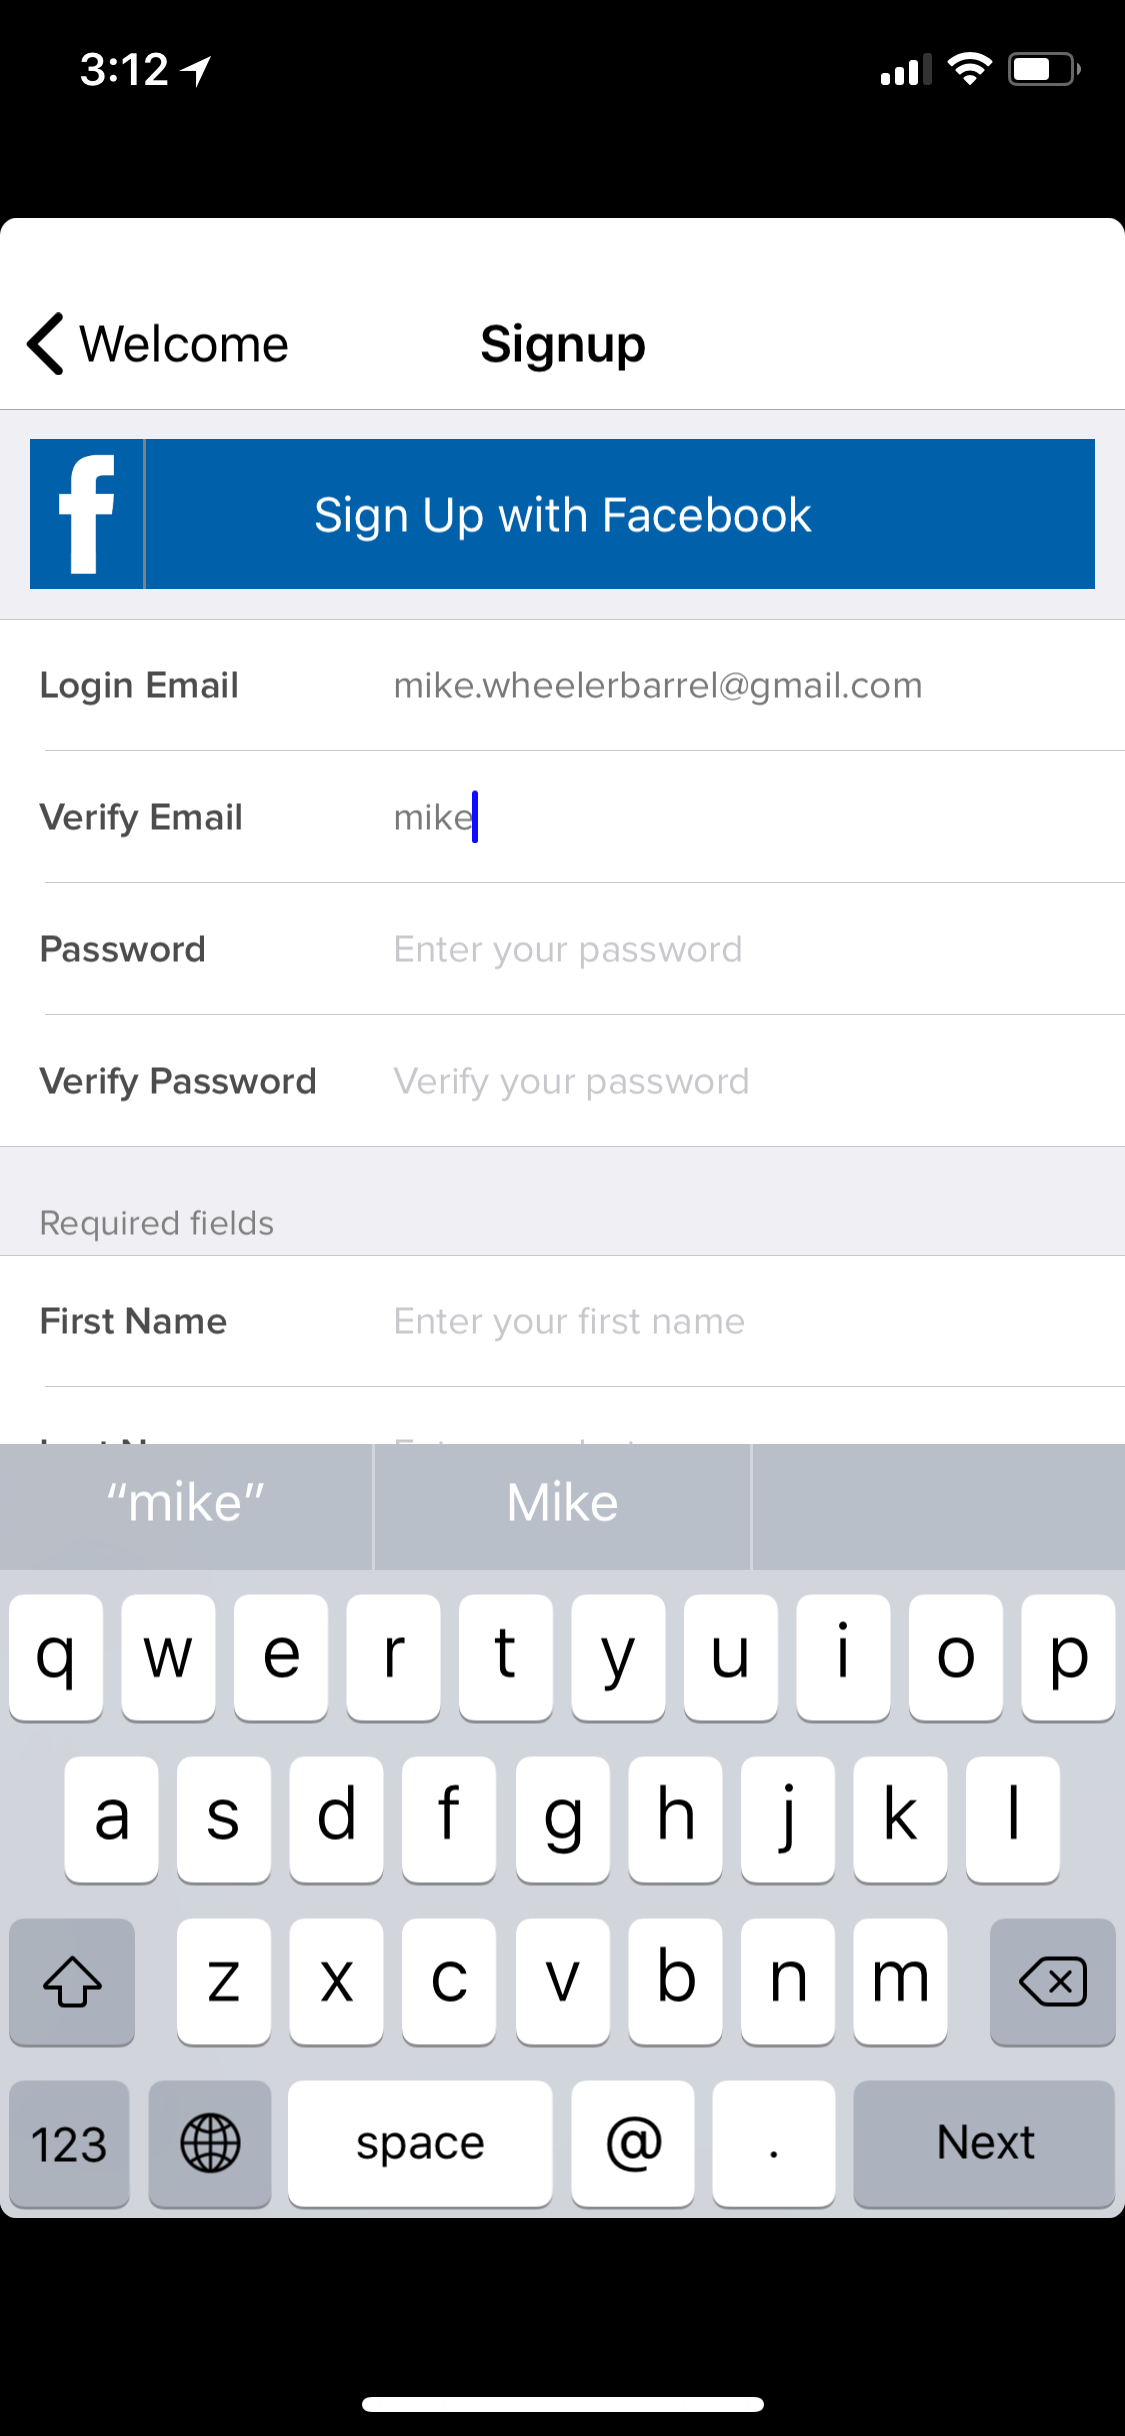 3:12
Welcome
Signup
f
Sign Up with Facebook
Login Email mike.wheelerbarrel@gmail.com
Verify Email mike
Password Enter your password
Verify Password Verify your password
Required fields
First Name Enter your first name
“mike” Mike
q w e r t y u i o p
a s d f g h j k l
z x c v b n m
123 space @ . Next